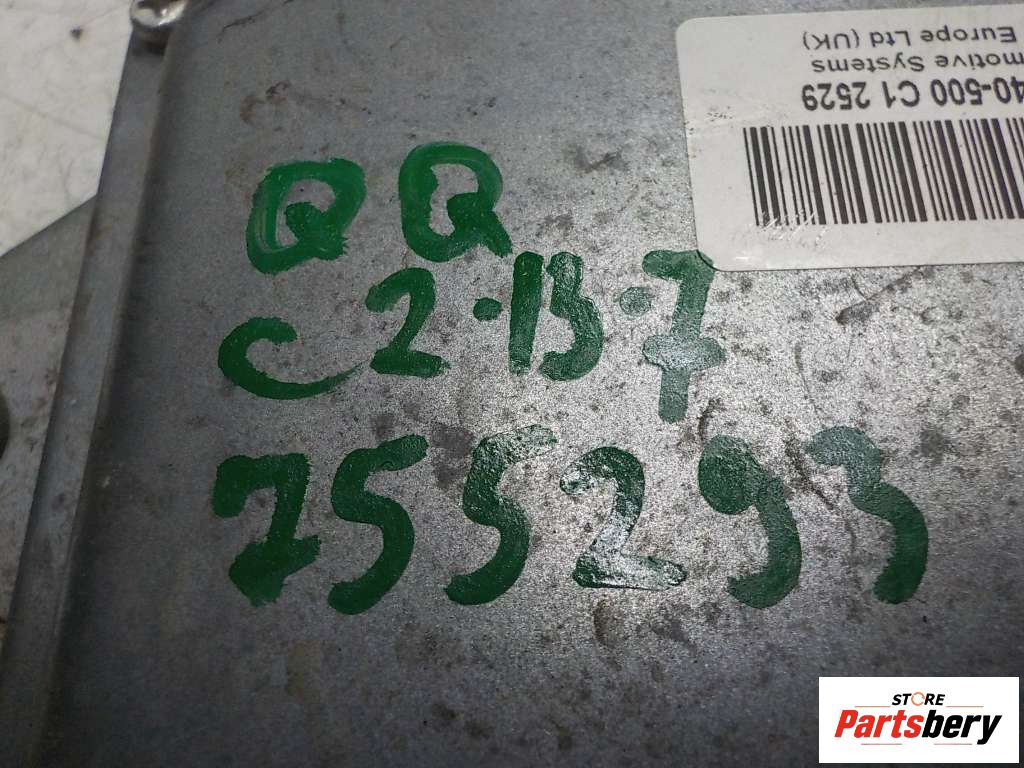 Europe Ltd (UK)
motive Systems
40-500 C1 2529
QQ
C2·13·7
755293
STORE
Partsbery